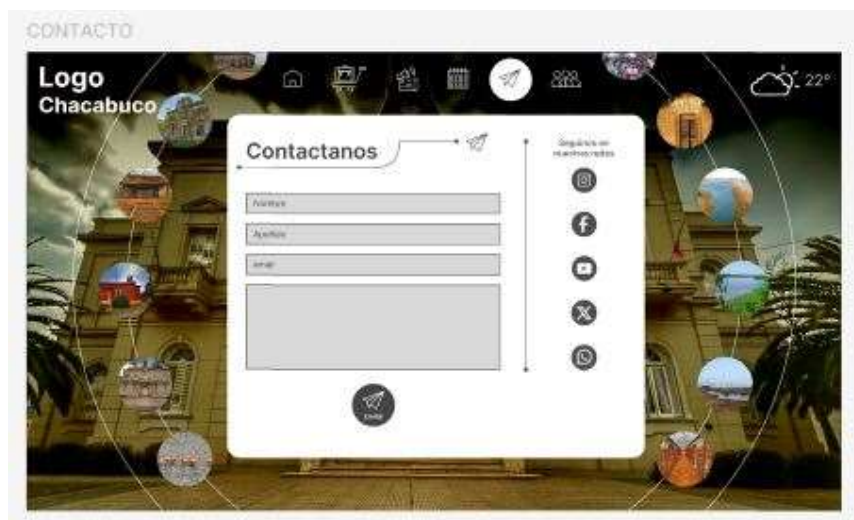 CONTACTO
Logo
Chacabuco
22°
Contactanos
Seguinos en
nuestras redes
Nombre
Apellido
email